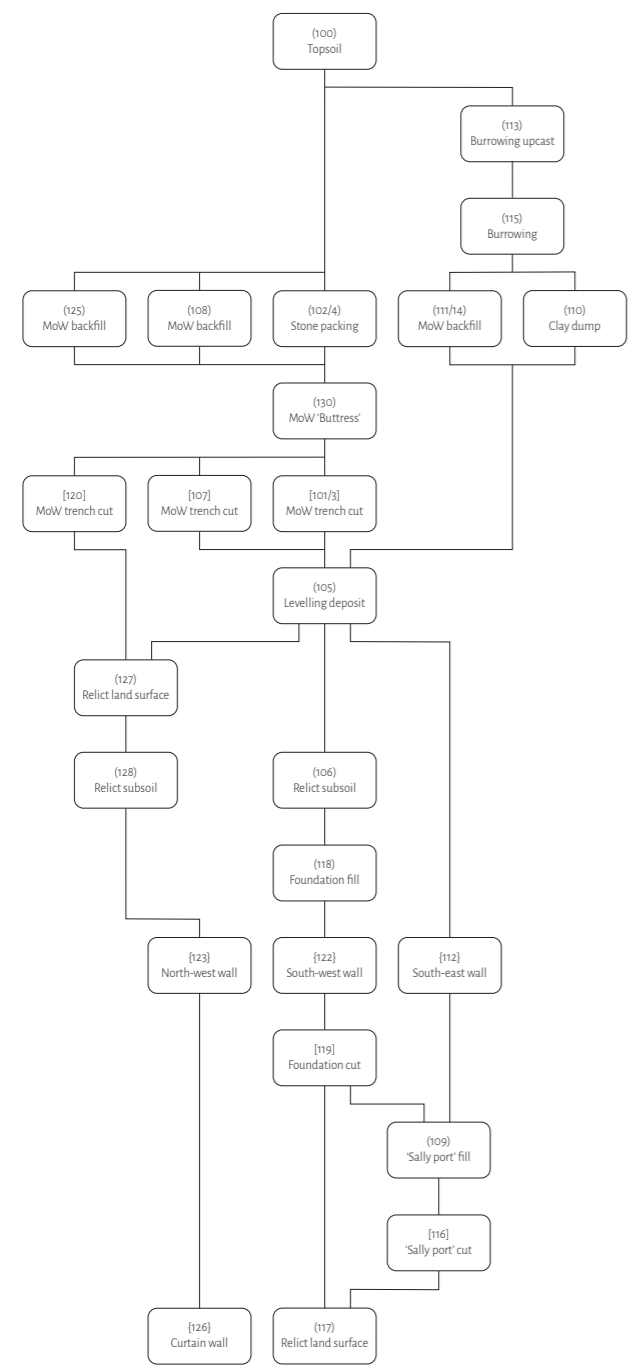 (100)
Topsoil
(113)
Burrowing upcast
(115)
Burrowing
(125)
MoW backfill
(108)
MoW backfill
(102/4)
Stone packing
(111/14)
MoW backfill
(110)
Clay dump
(130)
MoW ‘Buttress’
[120]
MoW trench cut
[107]
MoW trench cut
[101/3]
MoW trench cut
(105)
Levelling deposit
(127)
Relict land surface
(128)
Relict subsoil
(106)
Relict subsoil
(118)
Foundation fill
{123}
North-west wall
{122}
South-west wall
{112}
South-east wall
[119]
Foundation cut
(109)
‘Sally port’ fill
[116]
‘Sally port’ cut
{126}
Curtain wall
(117)
Relict land surface